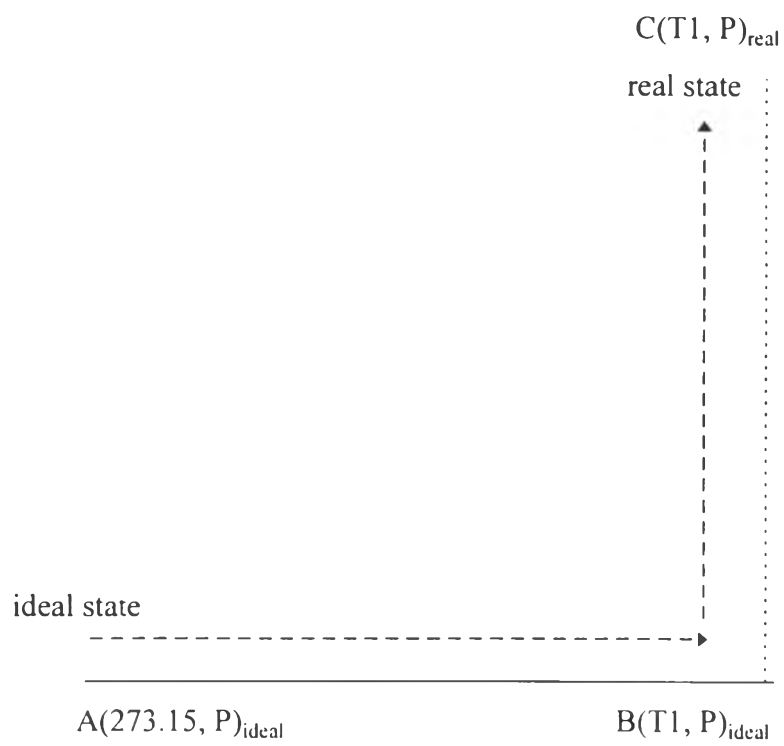 C(T1, P)real
real state
ideal state
A(273.15, P)ideal
B(T1, P)ideal